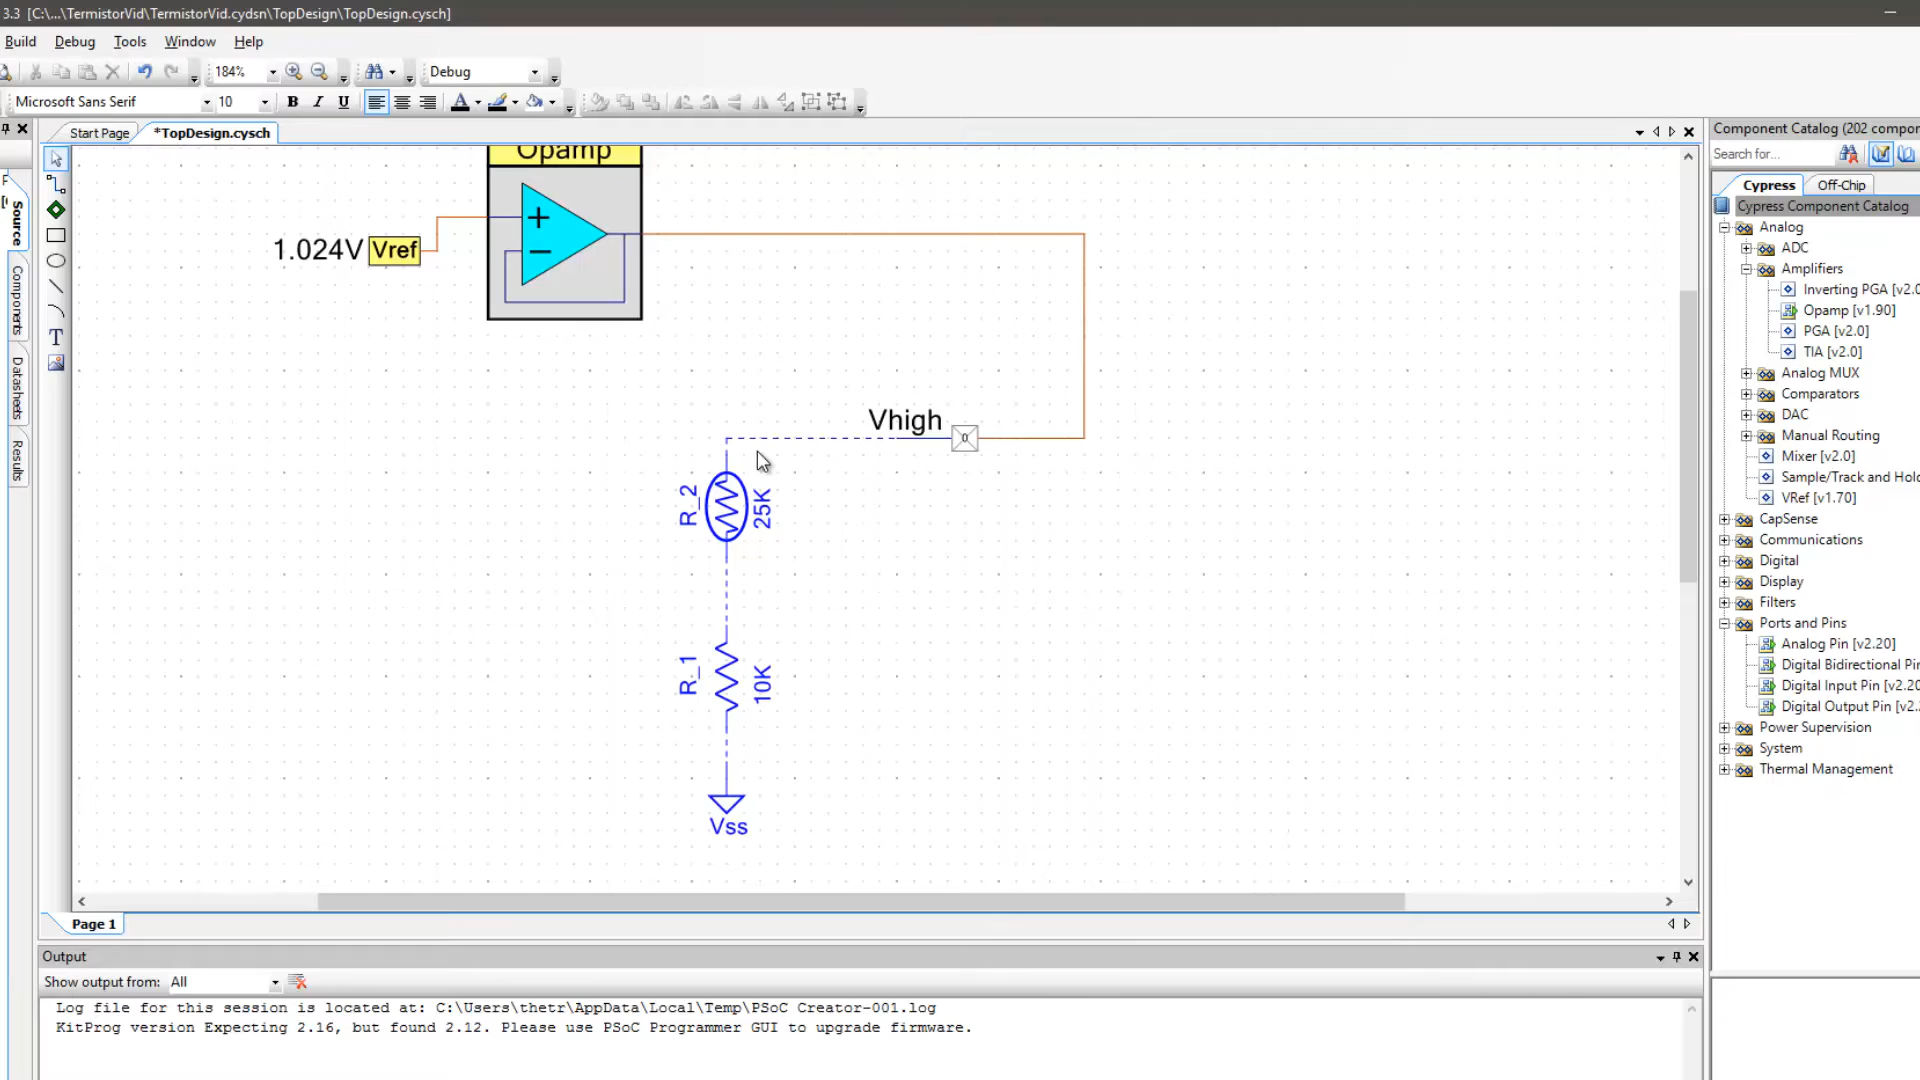 3.3 [C:\...\TermistorVid\TermistorVid.cydsn\TopDesign\TopDesign.cysch]
Build Debug Tools Window Help
184% Debug
Microsoft Sans Serif 10 B I U A
Start Page *TopDesign.cysch
Component Catalog (202
Search for...
Cypress Off-Chip
Cypress Component Catalog
Analog
ADC
Amplifiers
Inverting PGA [v2.0
Opamp [v1.90]
PGA [v2.0]
TIA [v2.0]
Analog MUX
Comparators
DAC
Manual Routing
Mixer [v2.0]
Sample/Track and Hold
VRef [v1.70]
CapSense
Communications
Digital
Display
Filters
Ports and Pins
Analog Pin [v2.20]
Digital Bidirectional Pin
Digital Input Pin [v2.20
Digital Output Pin [v2.
Power Supervision
System
Thermal Management
Source
Components
Datasheets
Results
T
Opamp
+
−
1.024V Vref
Vhigh 0
R_2 25K
R_1 10K
Vss
Page 1
Output
Show output from: All
Log file for this session is located at: C:\Users\thetr\AppData\Local\Temp\PSoC Creator-001.log
KitProg version Expecting 2.16, but found 2.12. Please use PSoC Programmer GUI to upgrade firmware.